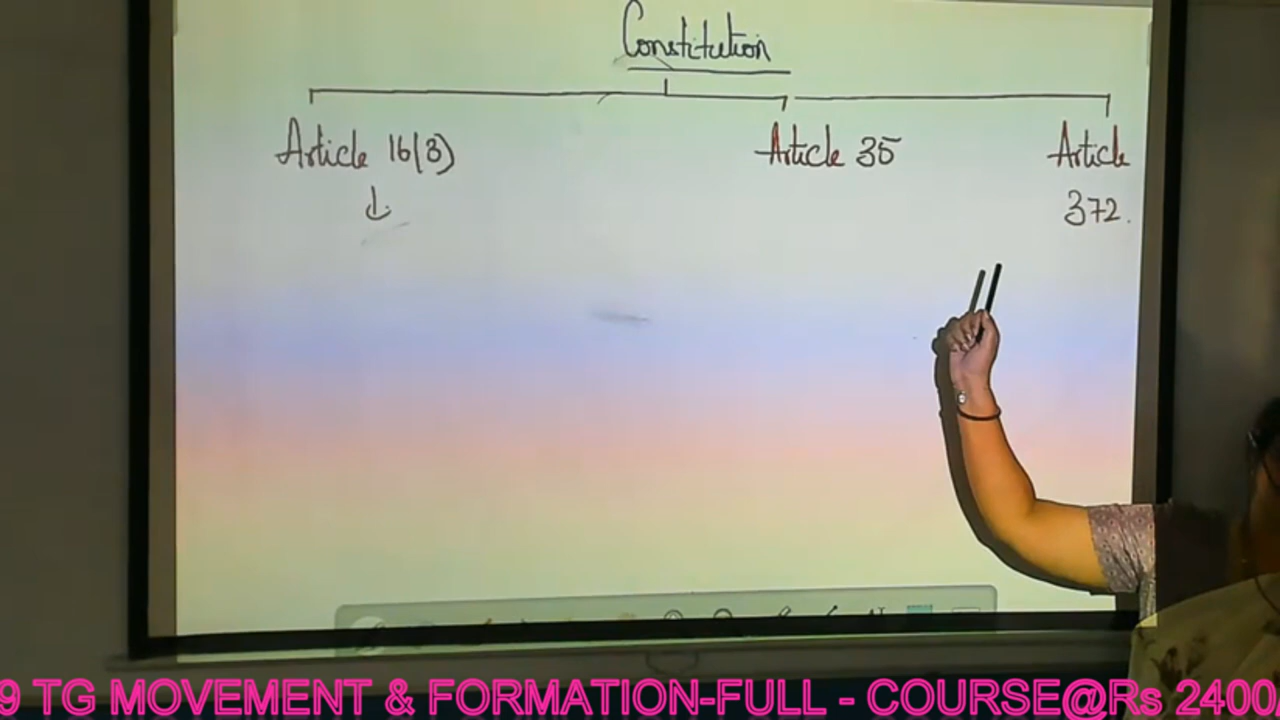 Constitution
Article 16(3)
Article 35
Article
372.
9 TG MOVEMENT & FORMATION-FULL - COURSE@Rs 2400